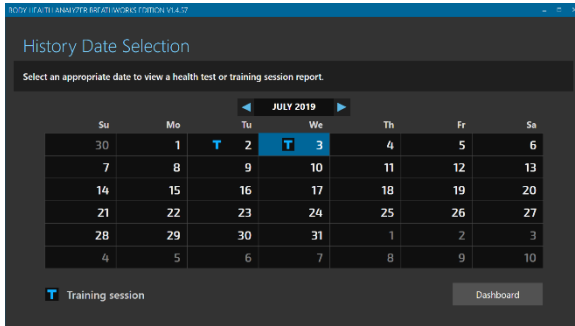 BODY HEALTH ANALYZER BREATHWORKS EDITION V1.4.57
History Date Selection
Select an appropriate date to view a health test or training session report.
JULY 2019
Su Mo Tu We Th Fr Sa
30 1 T 2 T 3 4 5 6
7 8 9 10 11 12 13
14 15 16 17 18 19 20
21 22 23 24 25 26 27
28 29 30 31 1 2 3
4 5 6 7 8 9 10
T Training session Dashboard